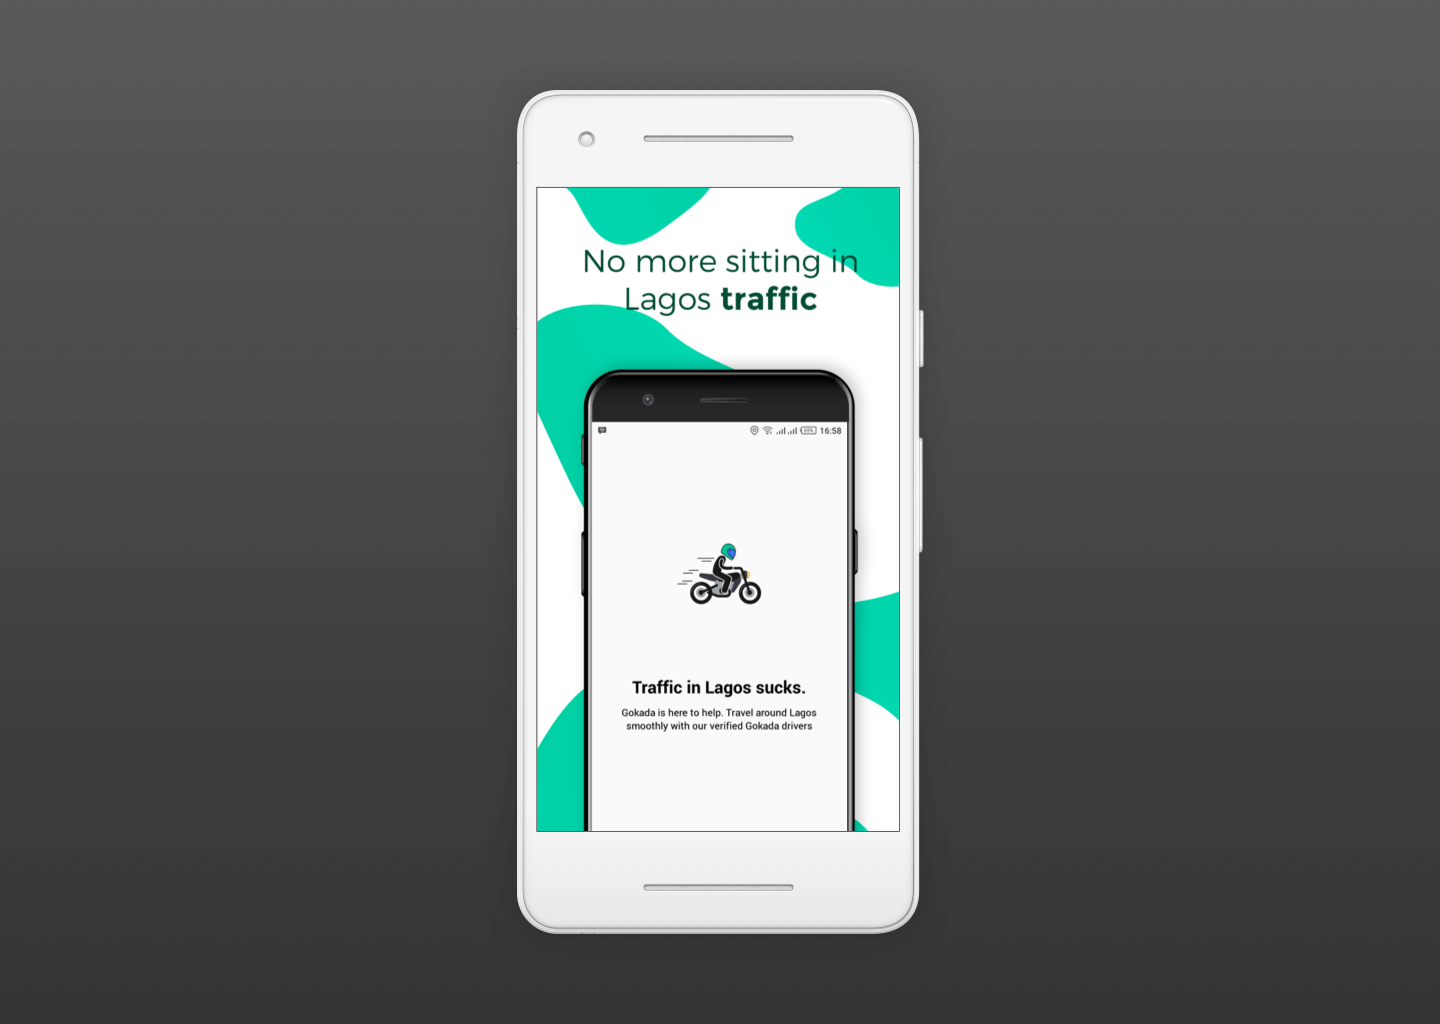 No more sitting in
Lagos traffic
65% 16:58
Traffic in Lagos sucks.
Gokada is here to help. Travel around Lagos
smoothly with our verified Gokada drivers